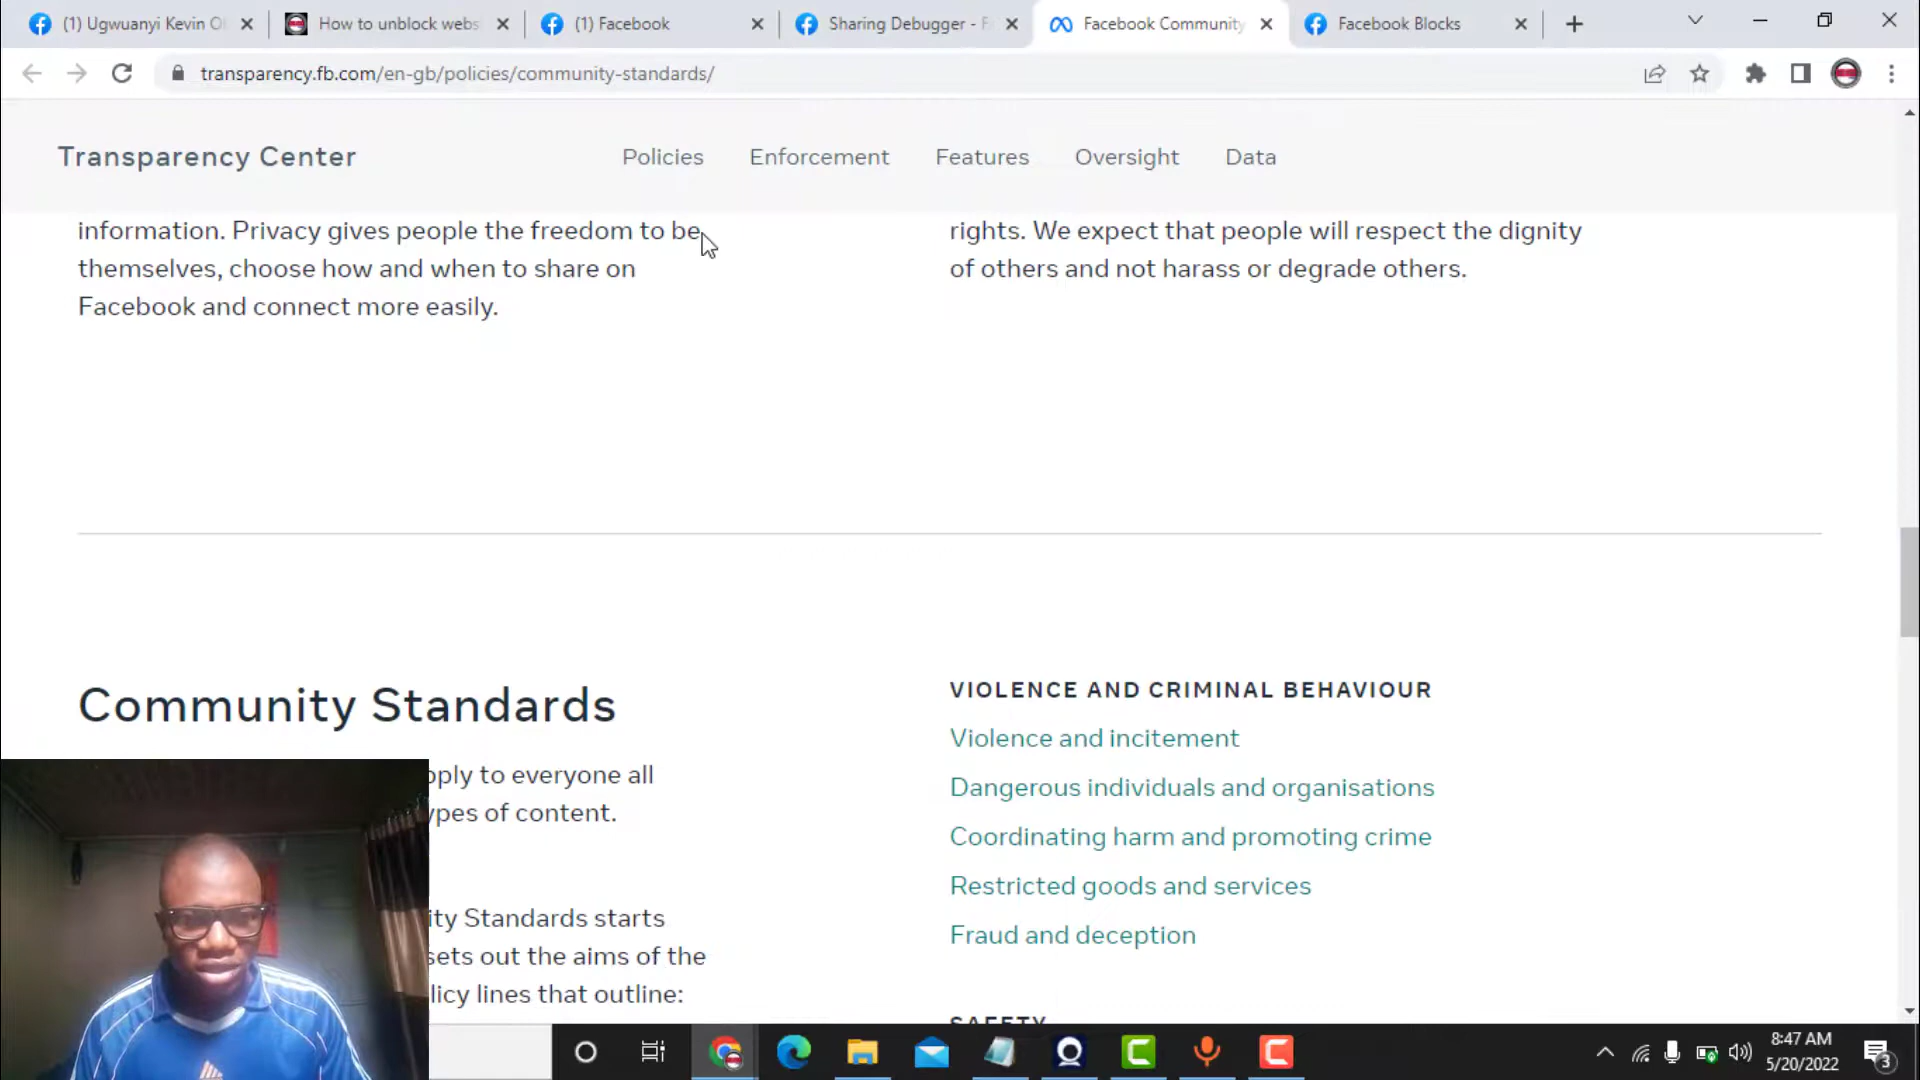 (1) Ugwuanyi Kevin O
How to unblock webs
(1) Facebook
Sharing Debugger - F
Facebook Community
Facebook Blocks
transparency.fb.com/en-gb/policies/community-standards/
Transparency Center
Policies
Enforcement
Features
Oversight
Data
information. Privacy gives people the freedom to be
themselves, choose how and when to share on
Facebook and connect more easily.
rights. We expect that people will respect the dignity
of others and not harass or degrade others.
Community Standards
pply to everyone all
ypes of content.
ity Standards starts
sets out the aims of the
licy lines that outline:
VIOLENCE AND CRIMINAL BEHAVIOUR
Violence and incitement
Dangerous individuals and organisations
Coordinating harm and promoting crime
Restricted goods and services
Fraud and deception
SAFETY
8:47 AM
5/20/2022
3